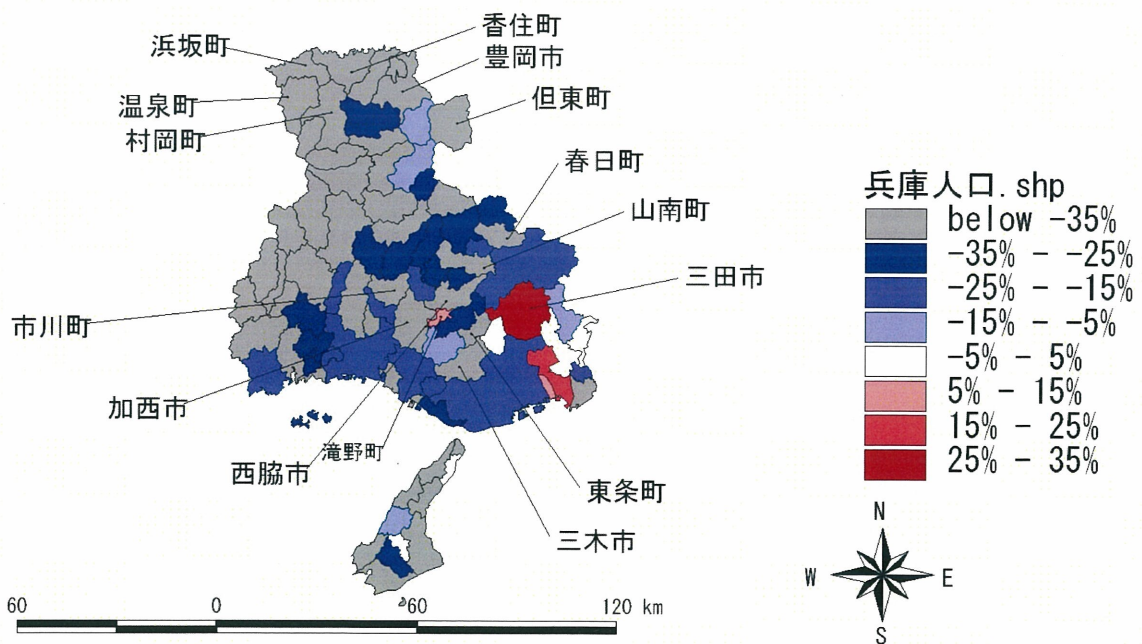 香住町
浜坂町
豊岡市
温泉町
但東町
村岡町
春日町
山南町
三田市
市川町
加西市
西脇市
滝野町
東条町
三木市
兵庫人口.shp
below -35%
-35% - -25%
-25% - -15%
-15% - -5%
-5% - 5%
5% - 15%
15% - 25%
25% - 35%
N
W
E
S
60 0 60 120 km